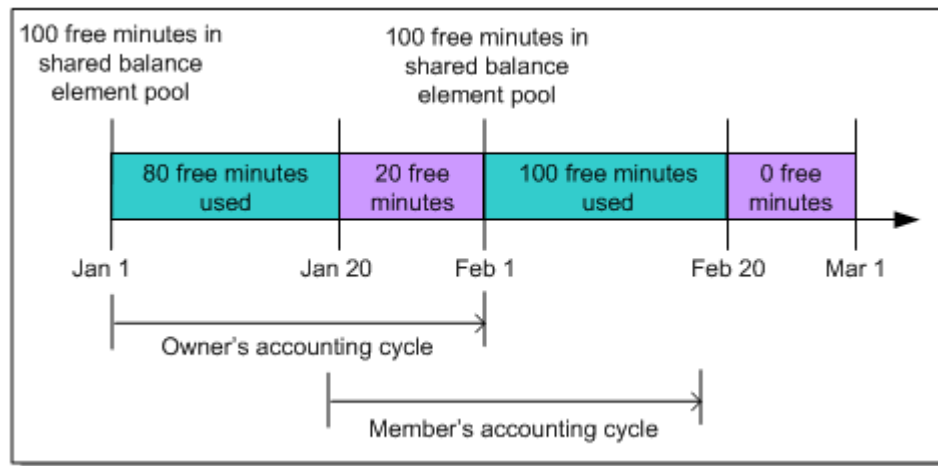 100 free minutes in
shared balance
element pool
100 free minutes in
shared balance
element pool
80 free minutes
used
20 free
minutes
100 free minutes
used
0 free
minutes
Jan 1
Jan 20
Feb 1
Feb 20
Mar 1
Owner's accounting cycle
Member's accounting cycle